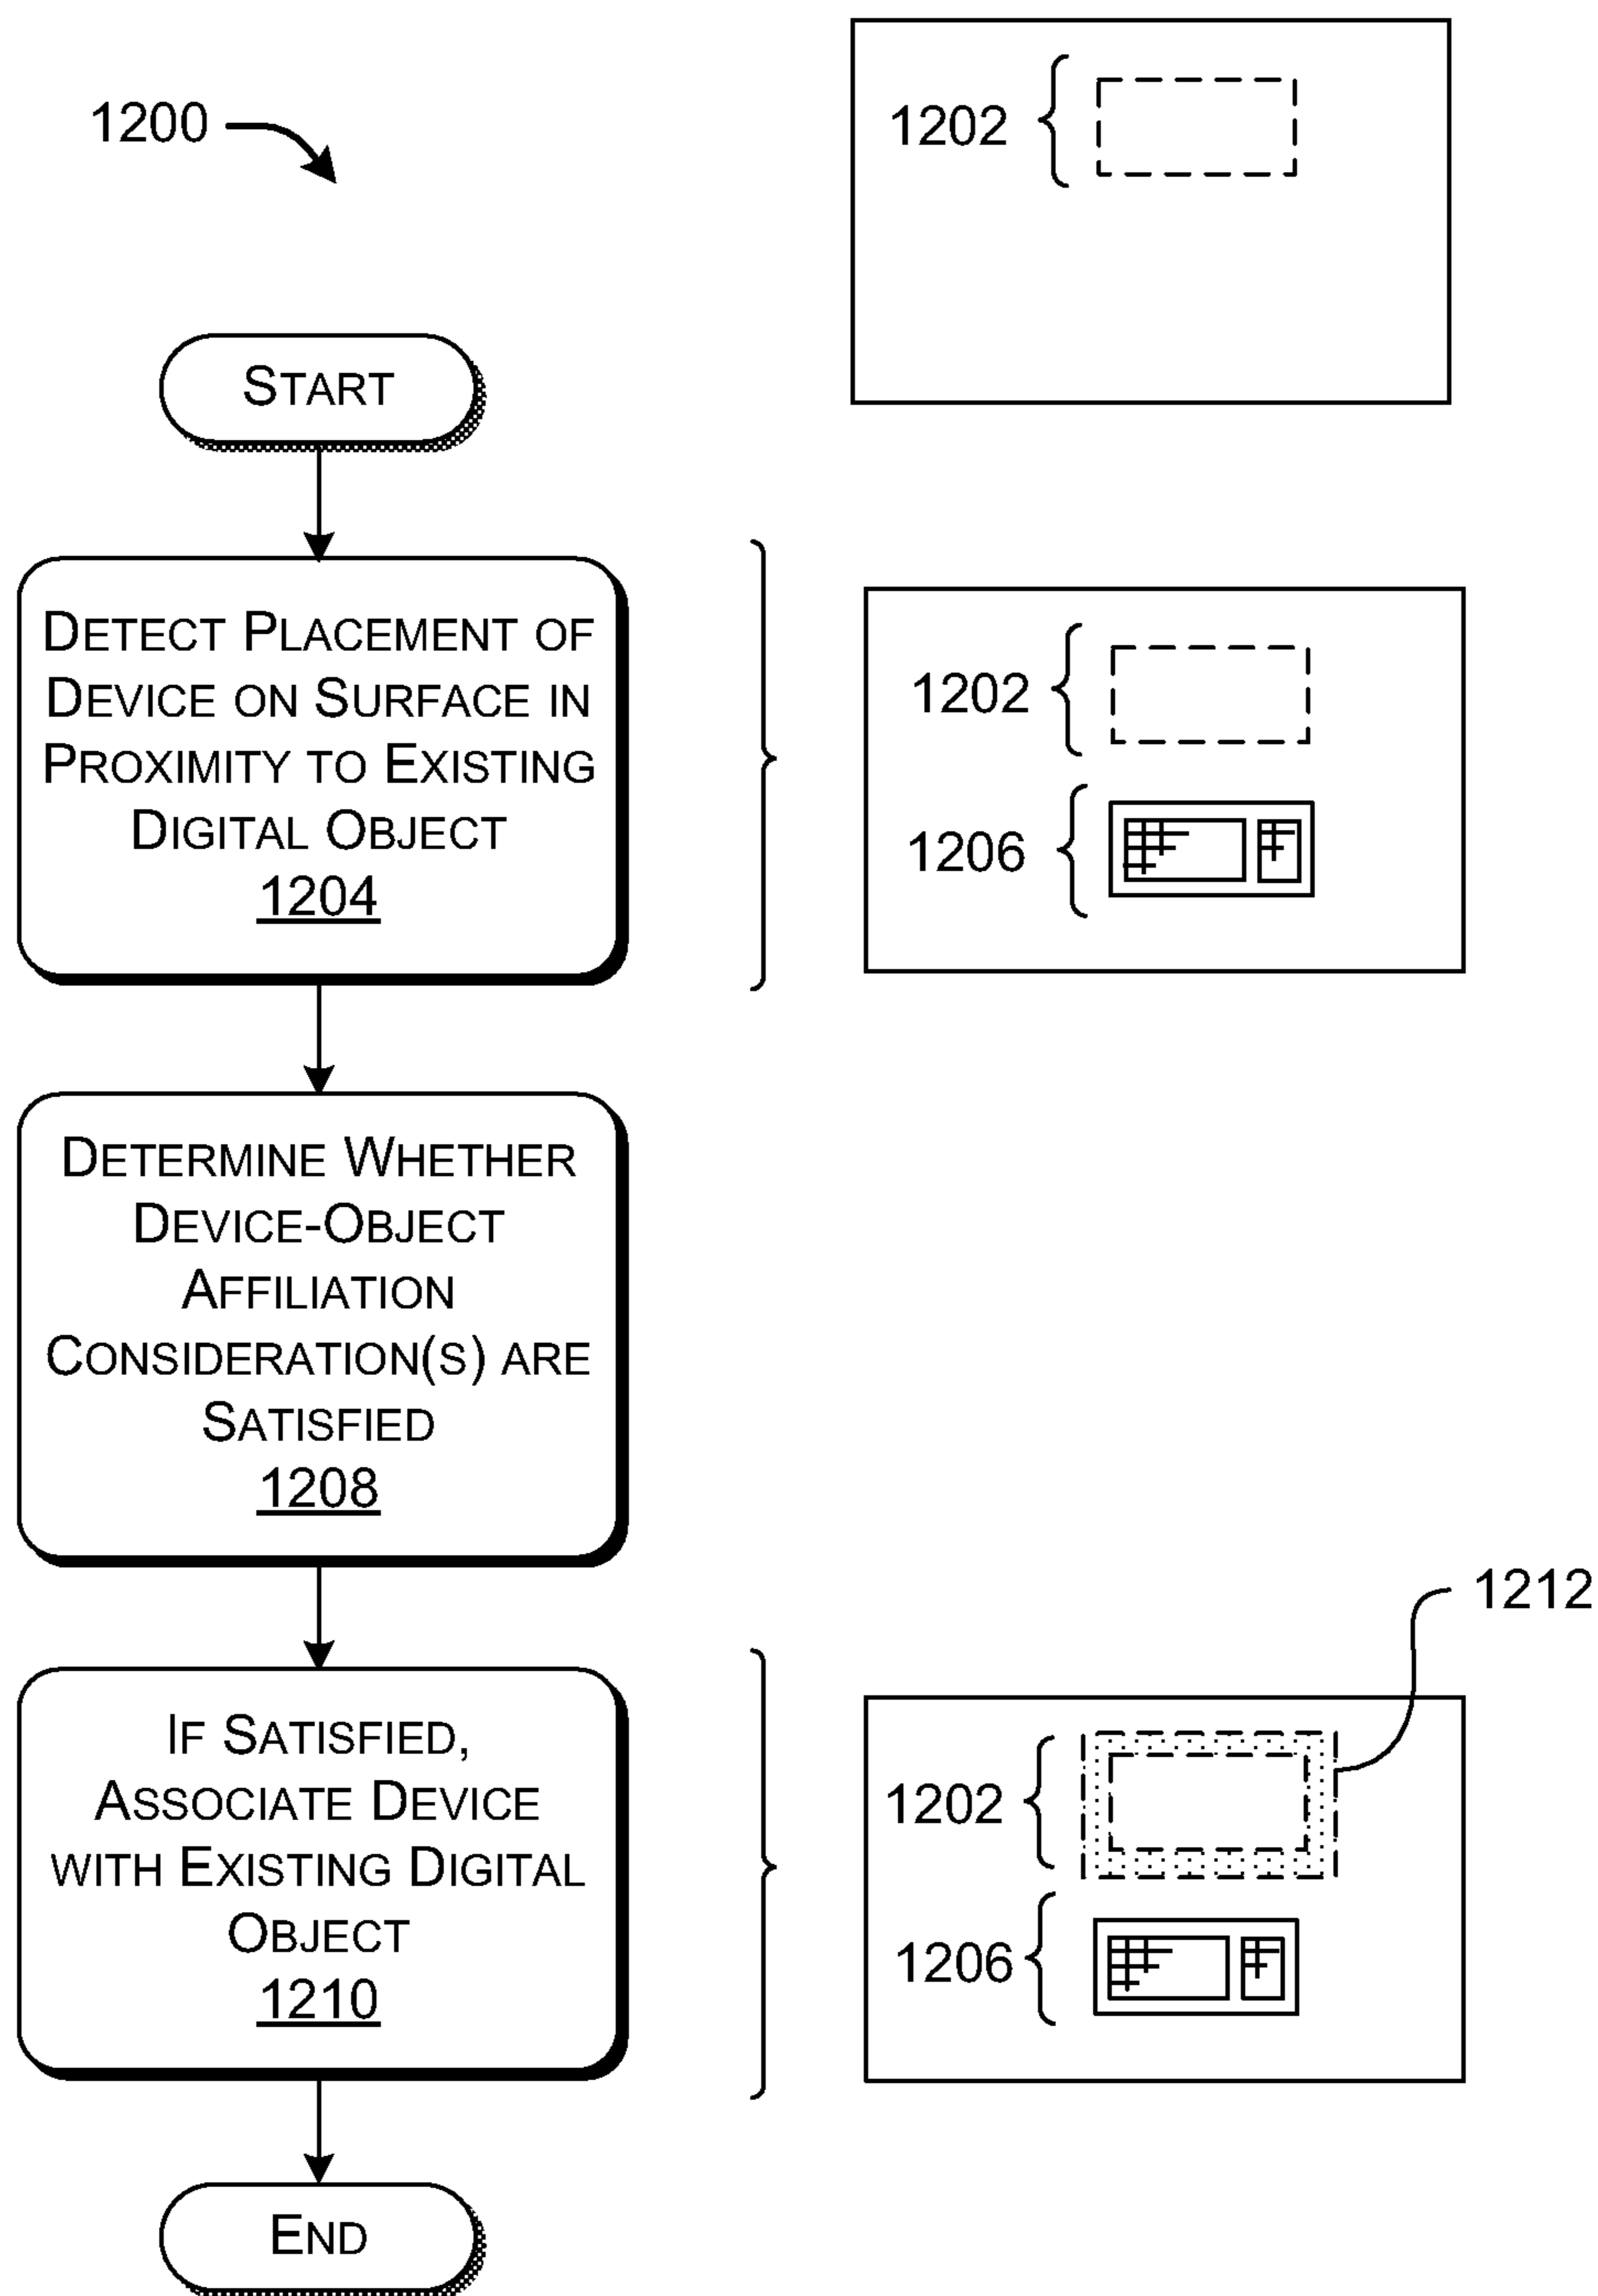 1200
1202
START
DETECT PLACEMENT OF
DEVICE ON SURFACE IN
PROXIMITY TO EXISTING
DIGITAL OBJECT
1204
1202
1206
DETERMINE WHETHER
DEVICE-OBJECT
AFFILIATION
CONSIDERATION(S) ARE
SATISFIED
1208
IF SATISFIED,
ASSOCIATE DEVICE
WITH EXISTING DIGITAL
OBJECT
1210
1212
1202
1206
END